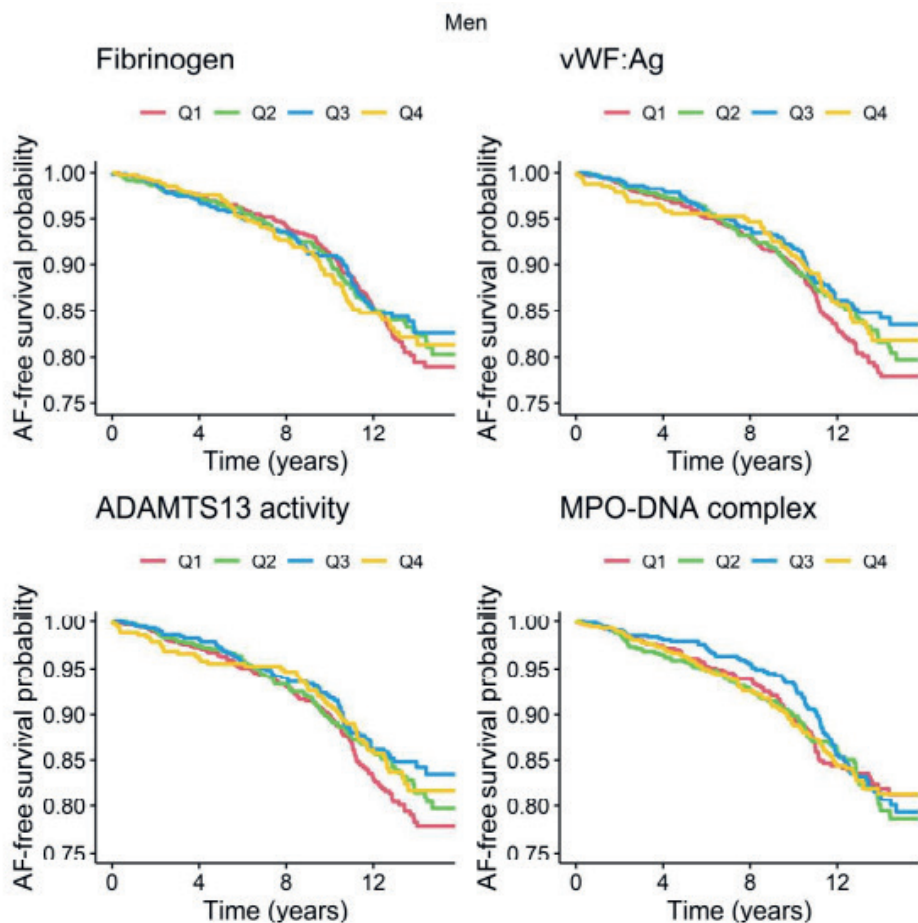 Men
Fibrinogen
Q1 Q2 Q3 Q4
AF-free survival probability
1.00
0.95
0.90
0.85
0.80
0.75
0 4 8 12
Time (years)
vWF:Ag
Q1 Q2 Q3 Q4
AF-free survival probability
1.00
0.95
0.90
0.85
0.80
0.75
0 4 8 12
Time (years)
ADAMTS13 activity
Q1 Q2 Q3 Q4
AF-free survival probability
1.00
0.95
0.90
0.85
0.80
0.75
0 4 8 12
Time (years)
MPO-DNA complex
Q1 Q2 Q3 Q4
AF-free survival probability
1.00
0.95
0.90
0.85
0.80
0.75
0 4 8 12
Time (years)